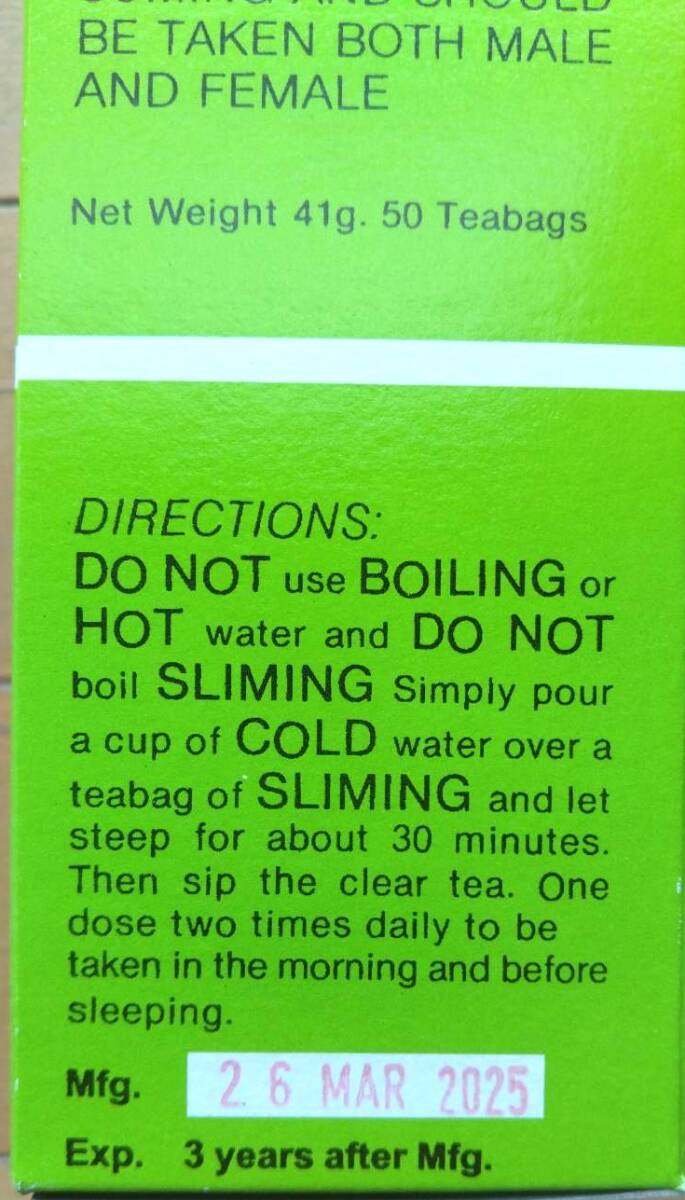 AND SHOULD
BE TAKEN BOTH MALE
AND FEMALE
Net Weight 41g. 50 Teabags
DIRECTIONS:
DO NOT use BOILING or
HOT water and DO NOT
boil SLIMING Simply pour
a cup of COLD water over a
teabag of SLIMING and let
steep for about 30 minutes.
Then sip the clear tea. One
dose two times daily to be
taken in the morning and before
sleeping.
Mfg. 26 MAR 2025
Exp. 3 years after Mfg.